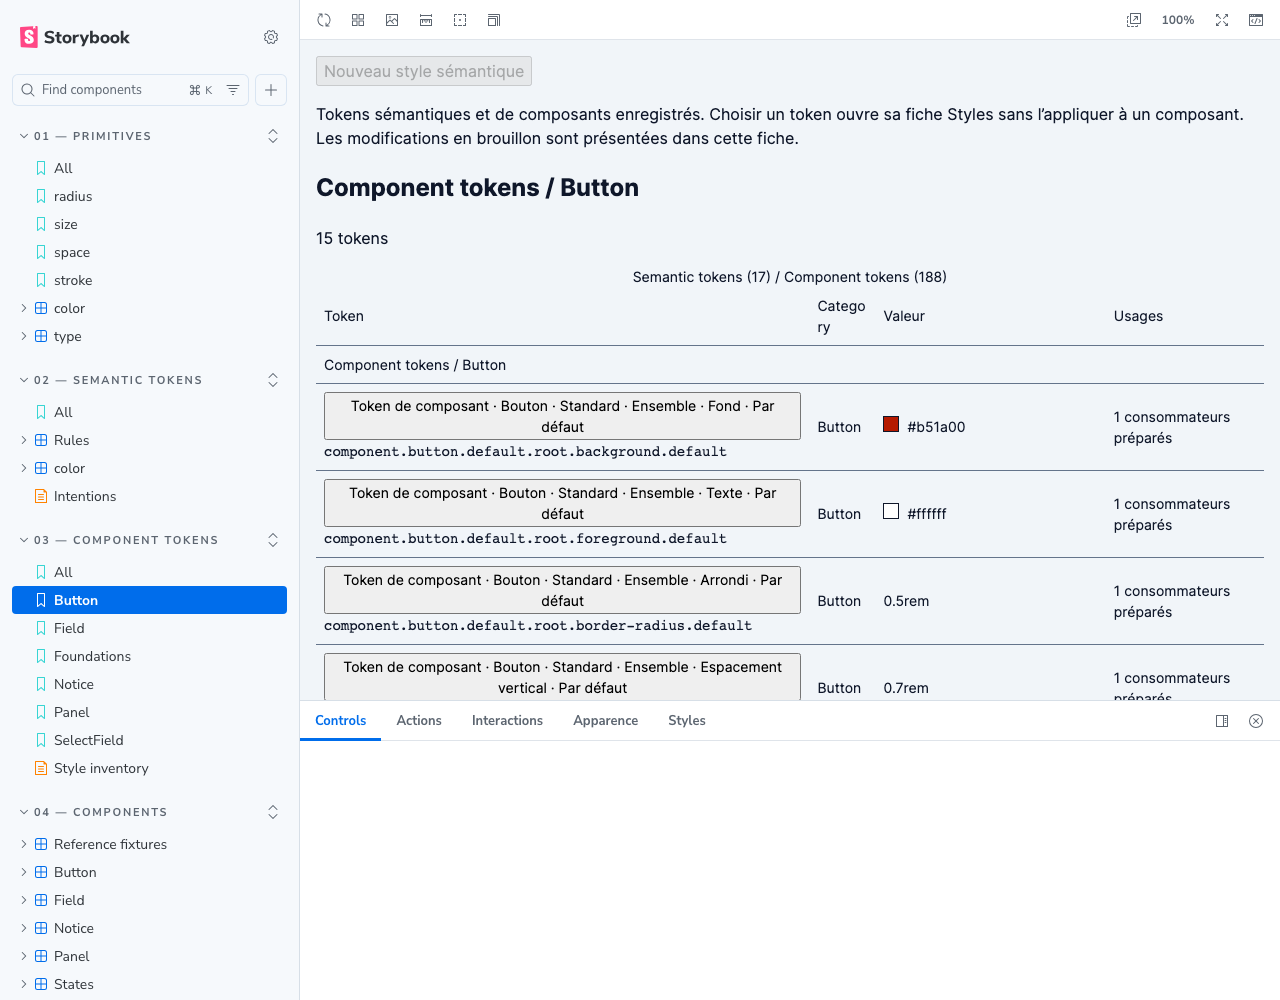 Storybook
Find components
⌘ K
01 — PRIMITIVES
All
radius
size
space
stroke
color
type
02 — SEMANTIC TOKENS
All
Rules
color
Intentions
03 — COMPONENT TOKENS
All
Button
Field
Foundations
Notice
Panel
SelectField
Style inventory
04 — COMPONENTS
Reference fixtures
Button
Field
Notice
Panel
States
100%
Nouveau style sémantique
Tokens sémantiques et de composants enregistrés. Choisir un token ouvre sa fiche Styles sans l’appliquer à un composant.
Les modifications en brouillon sont présentées dans cette fiche.
Component tokens / Button
15 tokens
Semantic tokens (17) / Component tokens (188)
Token
Catego
ry
Valeur
Usages
Component tokens / Button
Token de composant · Bouton · Standard · Ensemble · Fond · Par
défaut
component.button.default.root.background.default
Button
#b51a00
1 consommateurs
préparés
Token de composant · Bouton · Standard · Ensemble · Texte · Par
défaut
component.button.default.root.foreground.default
Button
#ffffff
1 consommateurs
préparés
Token de composant · Bouton · Standard · Ensemble · Arrondi · Par
défaut
component.button.default.root.border-radius.default
Button
0.5rem
1 consommateurs
préparés
Token de composant · Bouton · Standard · Ensemble · Espacement
vertical · Par défaut
Button
0.7rem
1 consommateurs
préparés
Controls
Actions
Interactions
Apparence
Styles